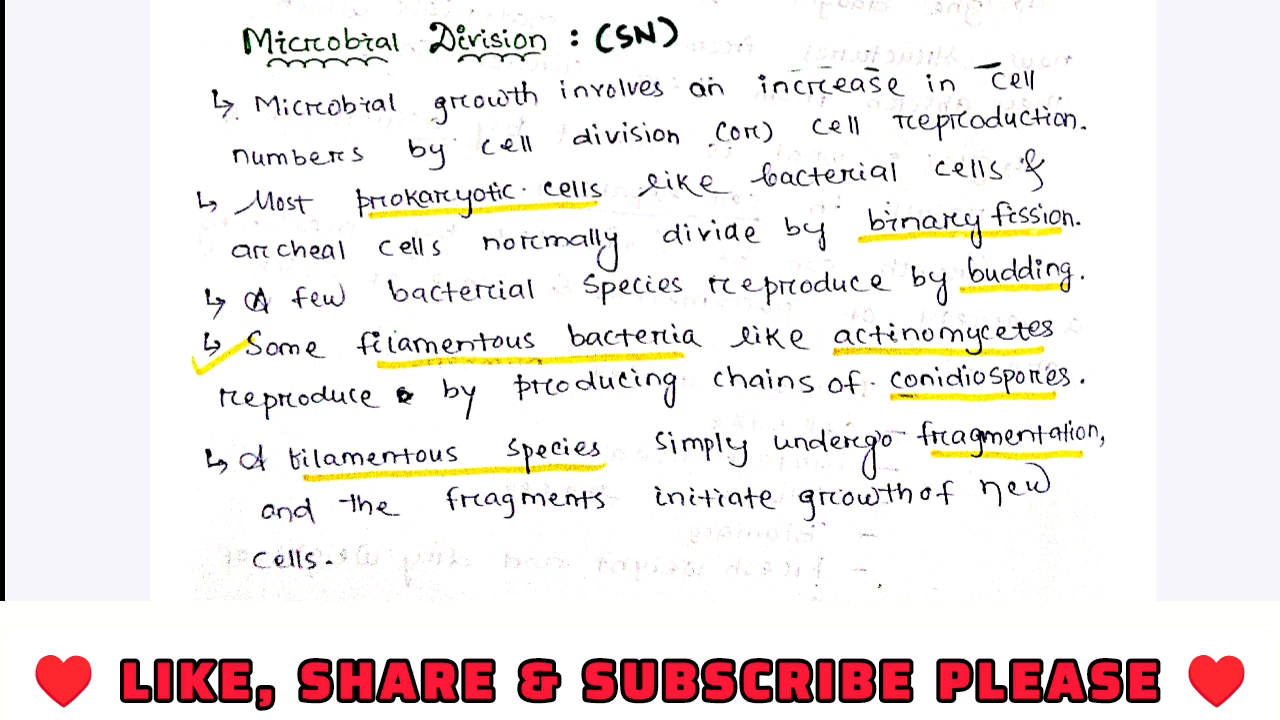 Microbial Division : (SN)
↳ Microbial growth involves an increase in cell
numbers by cell division (or) cell reproduction.
↳ Most prokaryotic cells like bacterial cells &
archeal cells normally divide by binary fission.
↳ A few bacterial species reproduce by budding.
↳ Some filamentous bacteria like actinomycetes
reproduce by producing chains of conidiospores.
↳ A filamentous species simply undergo fragmentation,
and the fragments initiate growth of new
cells.
♥ LIKE, SHARE & SUBSCRIBE PLEASE ♥